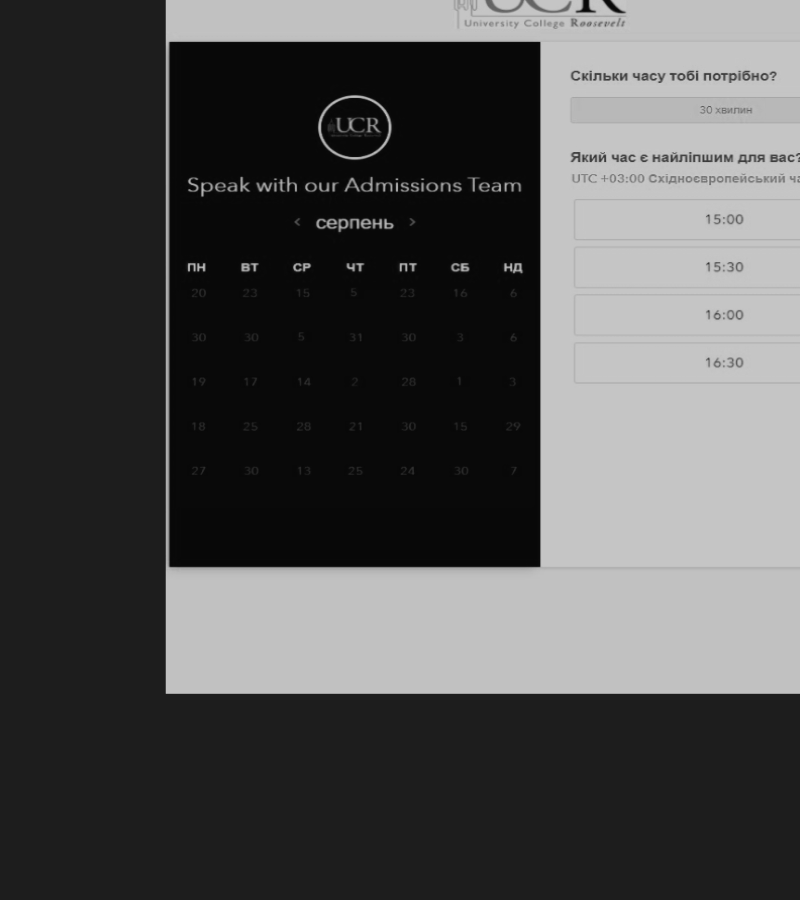 UCR
University College Roosevelt
UCR
Speak with our Admissions Team
< серпень >
ПН ВТ СР ЧТ ПТ СБ НД
20 23 15 5 23 16 6
30 30 5 31 30 3 6
19 17 14 2 28 1 3
18 25 28 21 30 15 29
27 30 13 25 24 30 7
Скільки часу тобі потрібно?
30 хвилин
Який час є найліпшим для вас?
UTC +03:00 Східноєвропейський ча
15:00
15:30
16:00
16:30